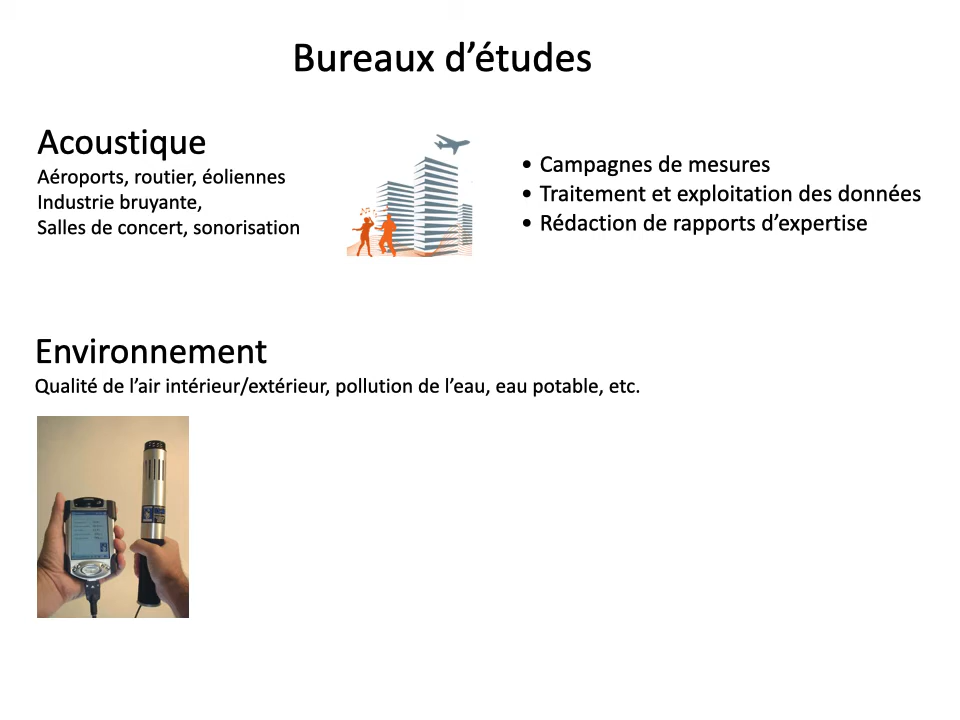 Bureaux d’études
Acoustique
Aéroports, routier, éoliennes
Industrie bruyante,
Salles de concert, sonorisation
• Campagnes de mesures
• Traitement et exploitation des données
• Rédaction de rapports d’expertise
Environnement
Qualité de l’air intérieur/extérieur, pollution de l’eau, eau potable, etc.